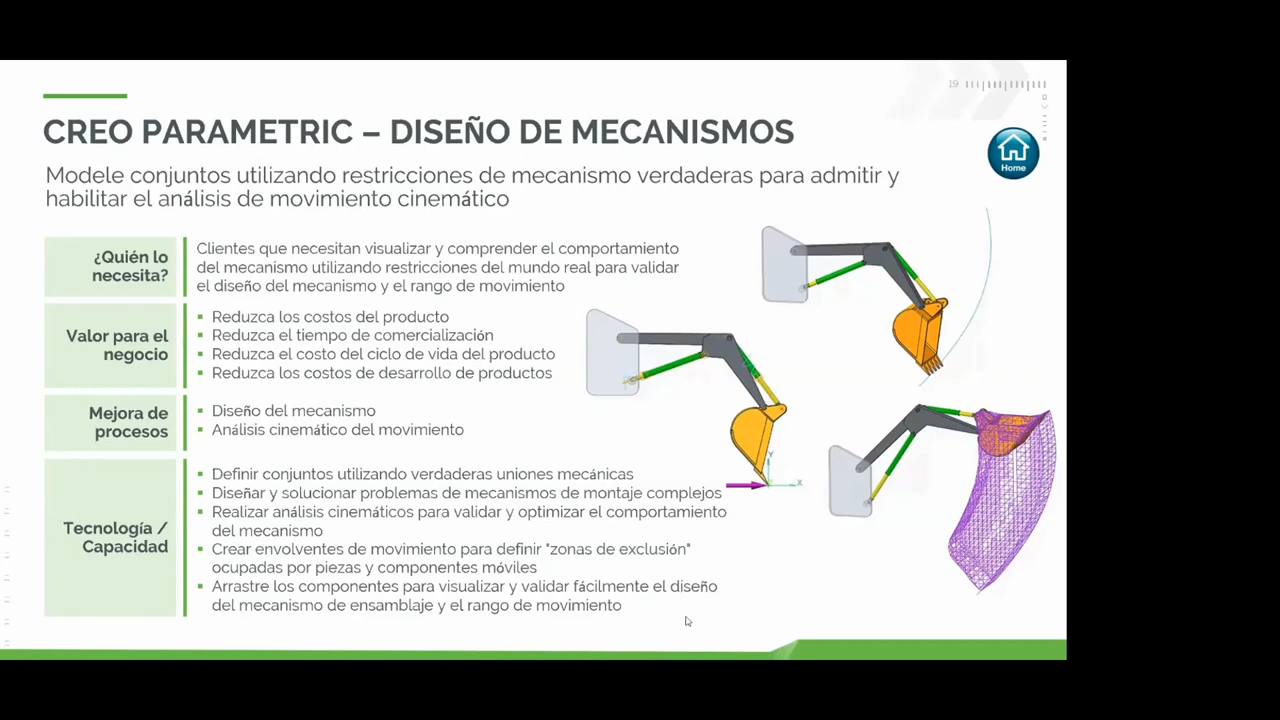 19
CREO PARAMETRIC – DISEÑO DE MECANISMOS
Home
Modele conjuntos utilizando restricciones de mecanismo verdaderas para admitir y
habilitar el análisis de movimiento cinemático
¿Quién lo
necesita?
Clientes que necesitan visualizar y comprender el comportamiento
del mecanismo utilizando restricciones del mundo real para validar
el diseño del mecanismo y el rango de movimiento
Valor para el
negocio
▪ Reduzca los costos del producto
▪ Reduzca el tiempo de comercialización
▪ Reduzca el costo del ciclo de vida del producto
▪ Reduzca los costos de desarrollo de productos
Mejora de
procesos
▪ Diseño del mecanismo
▪ Análisis cinemático del movimiento
Tecnología /
Capacidad
▪ Definir conjuntos utilizando verdaderas uniones mecánicas
▪ Diseñar y solucionar problemas de mecanismos de montaje complejos
▪ Realizar análisis cinemáticos para validar y optimizar el comportamiento
del mecanismo
▪ Crear envolventes de movimiento para definir "zonas de exclusión"
ocupadas por piezas y componentes móviles
▪ Arrastre los componentes para visualizar y validar fácilmente el diseño
del mecanismo de ensamblaje y el rango de movimiento
Y
X